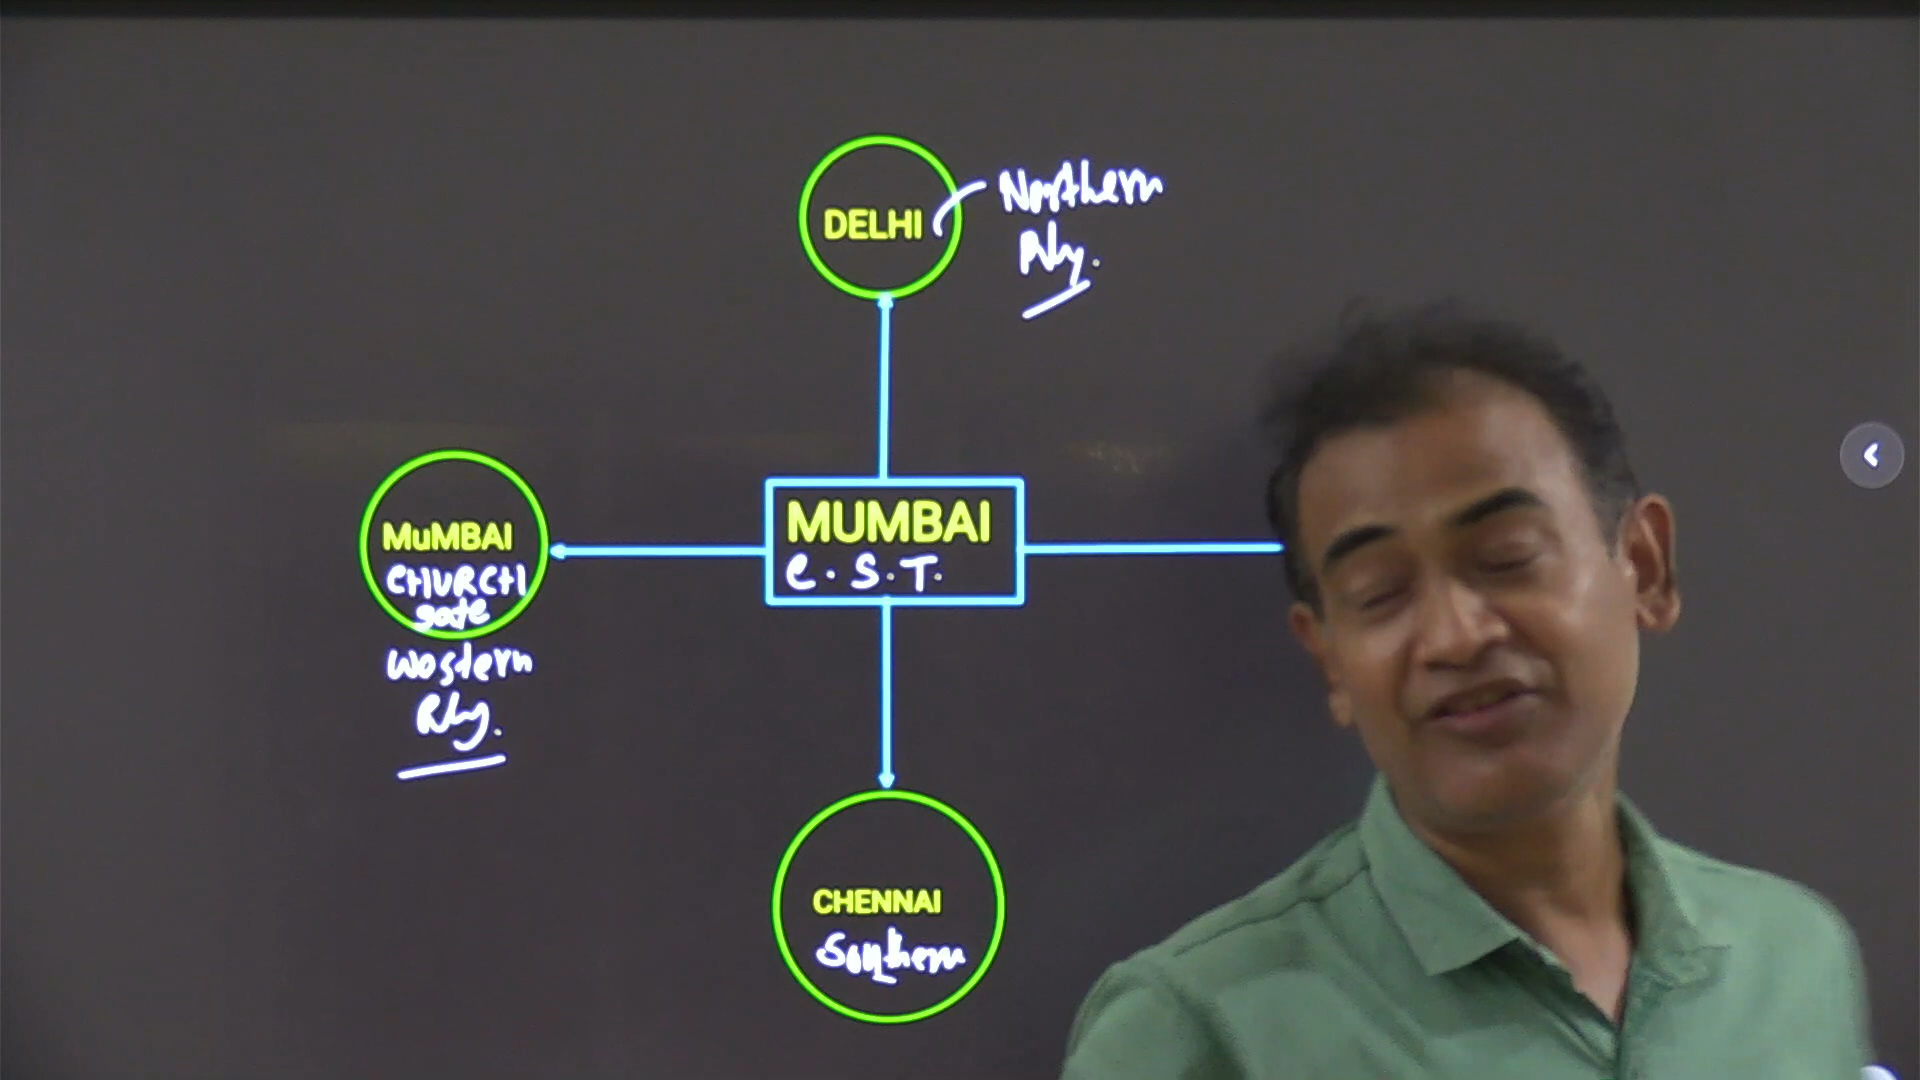 DELHI
Northern
Rly.
MuMBAI
CHURCH
gate
Western
Rly.
MUMBAI
C.S.T.
CHENNAI
Southern